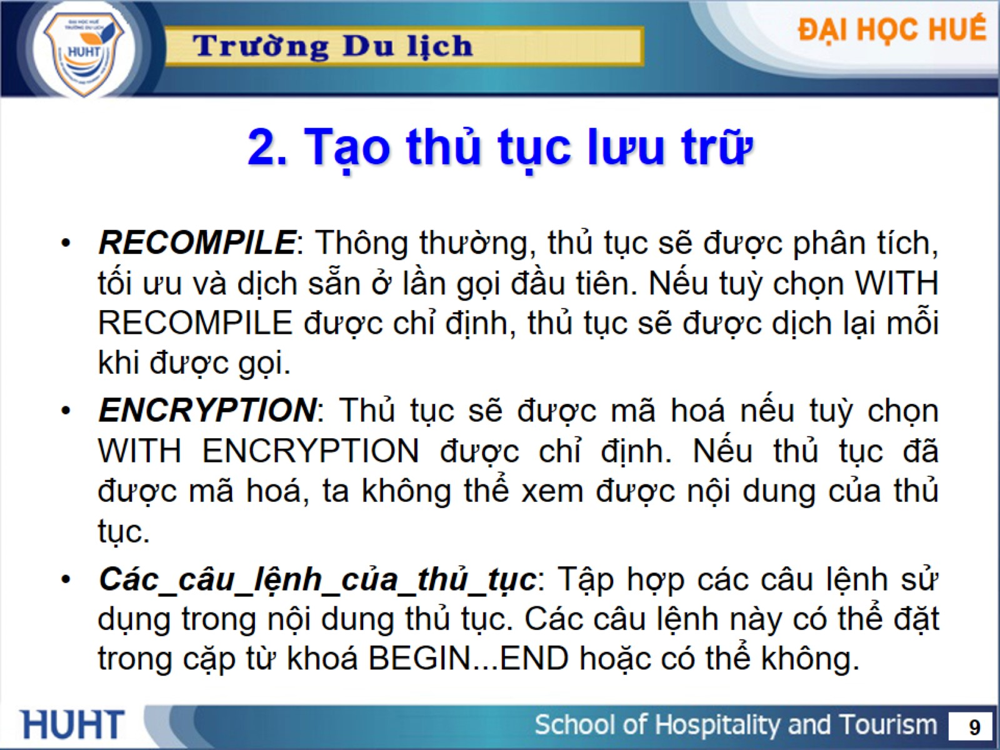 ĐẠI HỌC HUẾ
TRƯỜNG DU LỊCH
HUHT
Trường Du lịch
ĐẠI HỌC HUẾ
2. Tạo thủ tục lưu trữ
• RECOMPILE: Thông thường, thủ tục sẽ được phân tích,
tối ưu và dịch sẵn ở lần gọi đầu tiên. Nếu tuỳ chọn WITH
RECOMPILE được chỉ định, thủ tục sẽ được dịch lại mỗi
khi được gọi.
• ENCRYPTION: Thủ tục sẽ được mã hoá nếu tuỳ chọn
WITH ENCRYPTION được chỉ định. Nếu thủ tục đã
được mã hoá, ta không thể xem được nội dung của thủ
tục.
• Các_câu_lệnh_của_thủ_tục: Tập hợp các câu lệnh sử
dụng trong nội dung thủ tục. Các câu lệnh này có thể đặt
trong cặp từ khoá BEGIN...END hoặc có thể không.
HUHT
School of Hospitality and Tourism
9